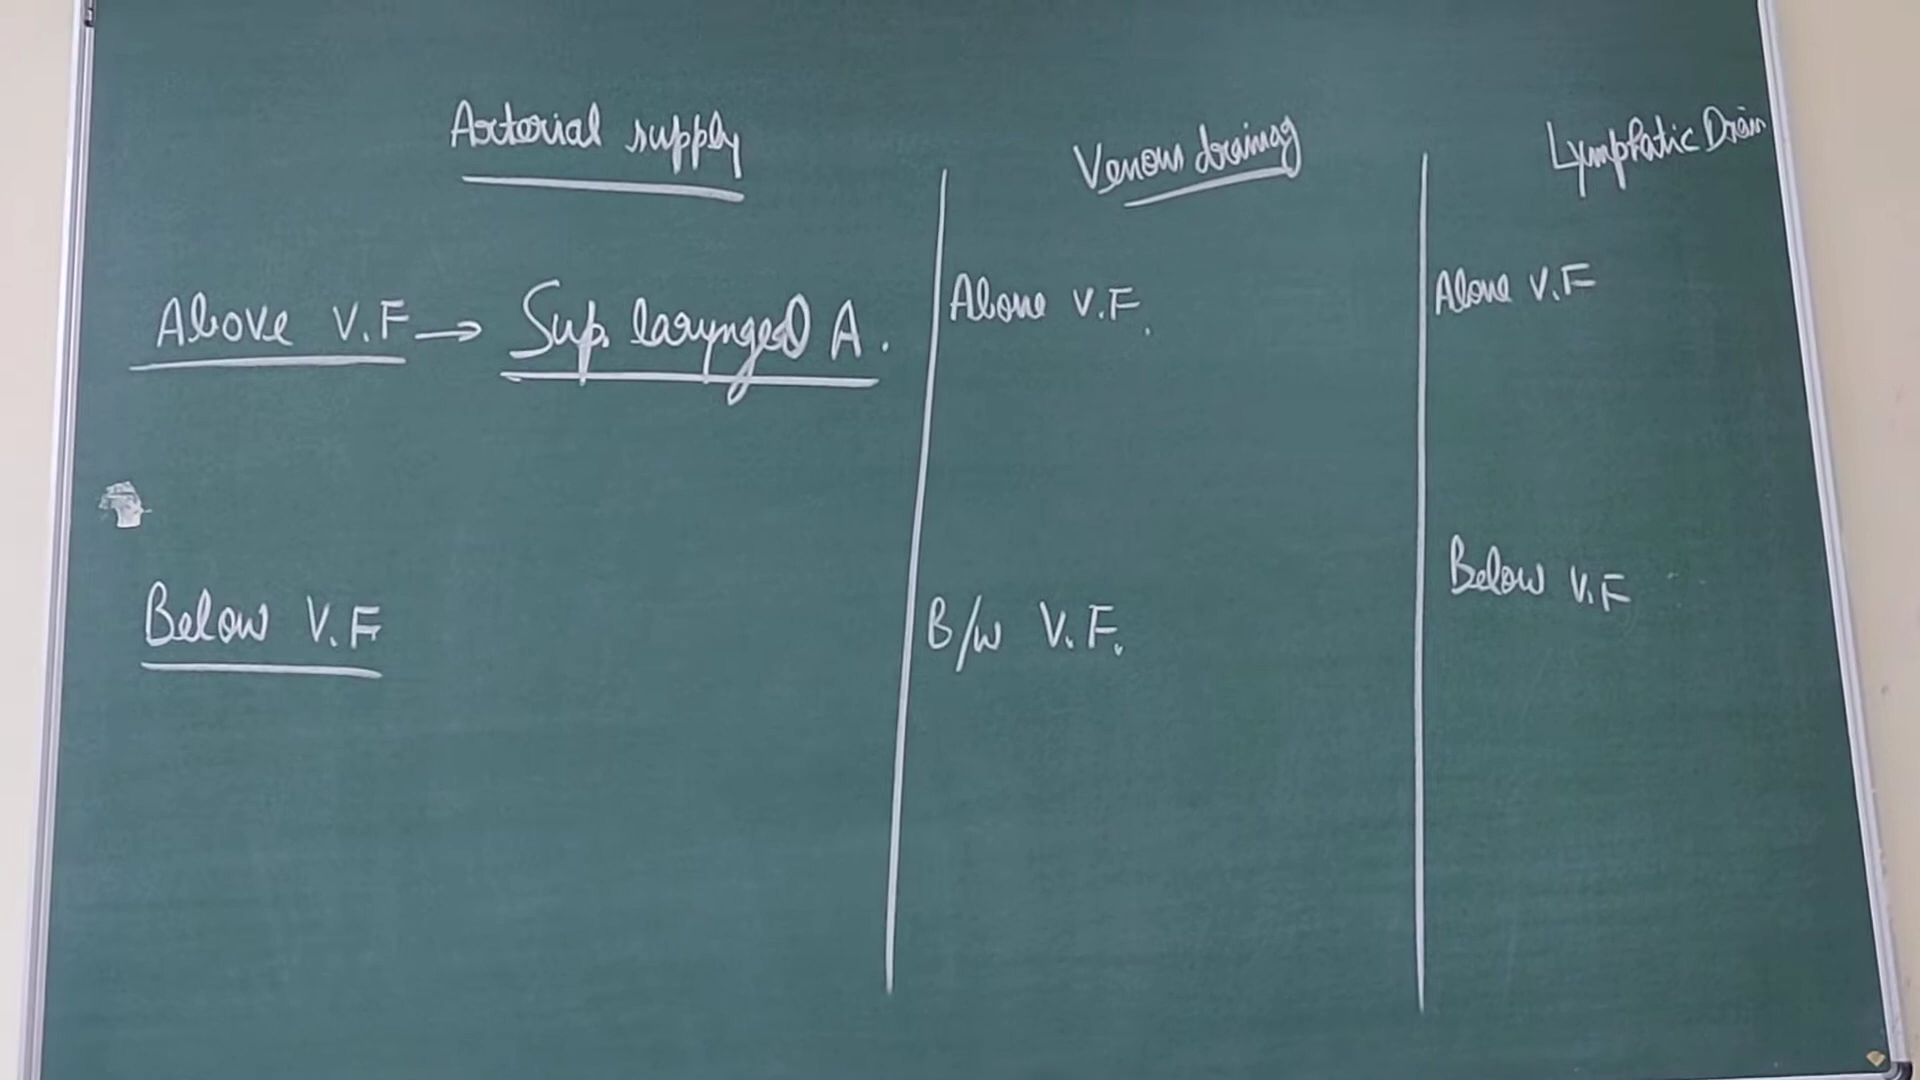 Arterial supply
Above V.F → Sup. laryngeal A.
Below V.F
Venous drainag
Above V.F.
B/w V.F.
Lymphatic Drain
Above V.F
Below V.F